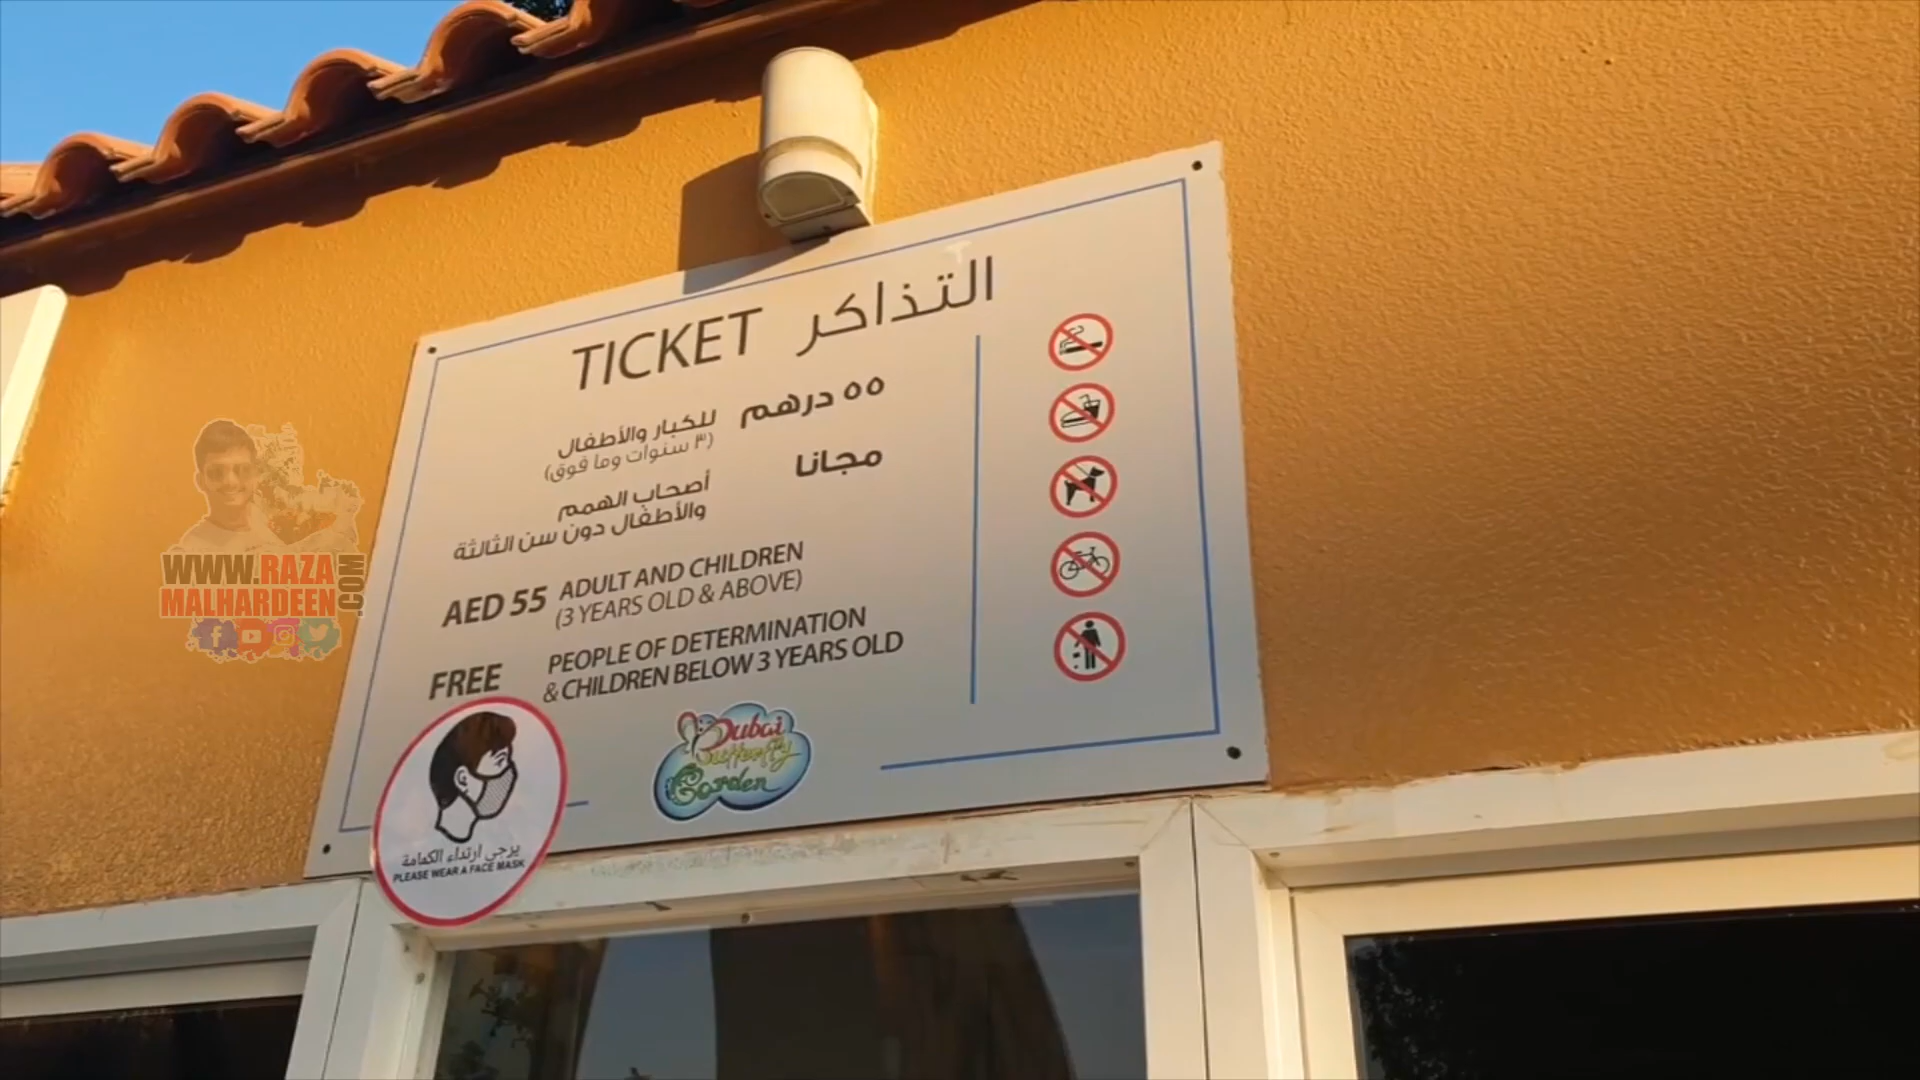 TICKET التذاكر
٥٥ درهم للكبار والأطفال
(٣ سنوات وما فوق)
مجانا أصحاب الهمم
والأطفال دون سن الثالثة
AED 55 ADULT AND CHILDREN
(3 YEARS OLD & ABOVE)
FREE PEOPLE OF DETERMINATION
& CHILDREN BELOW 3 YEARS OLD
Dubai
Butterfly
Garden
يرجى ارتداء الكمامة
PLEASE WEAR A FACE MASK
WWW.RAZA
MALHARDEEN.COM